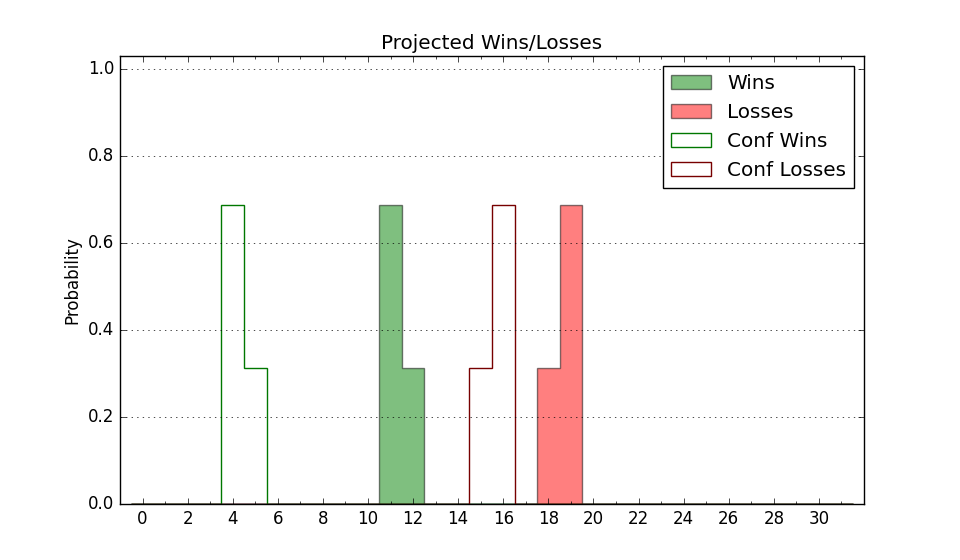 Projected Wins/Losses
1.0
0.8
0.6
0.4
0.2
0.0
Probability
Wins
Losses
Conf Wins
Conf Losses
0 2 4 6 8 10 12 14 16 18 20 22 24 26 28 30